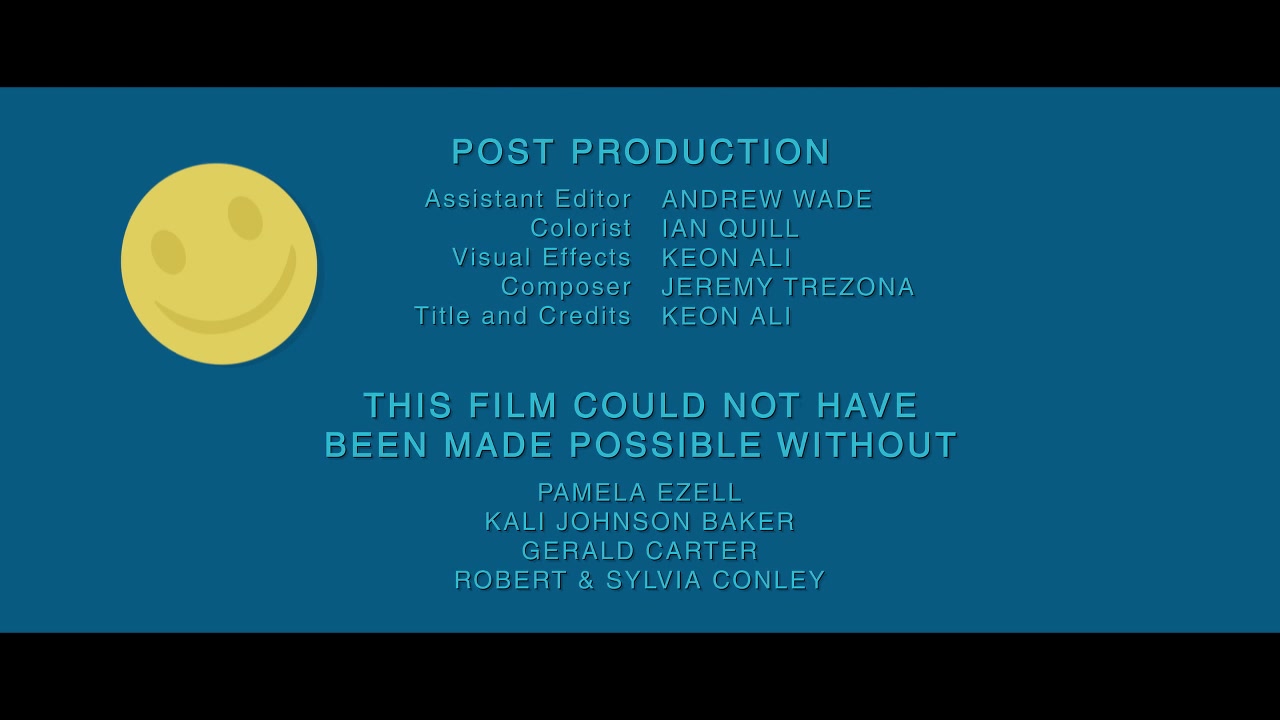 POST PRODUCTION
Assistant Editor ANDREW WADE
Colorist IAN QUILL
Visual Effects KEON ALI
Composer JEREMY TREZONA
Title and Credits KEON ALI
THIS FILM COULD NOT HAVE
BEEN MADE POSSIBLE WITHOUT
PAMELA EZELL
KALI JOHNSON BAKER
GERALD CARTER
ROBERT & SYLVIA CONLEY